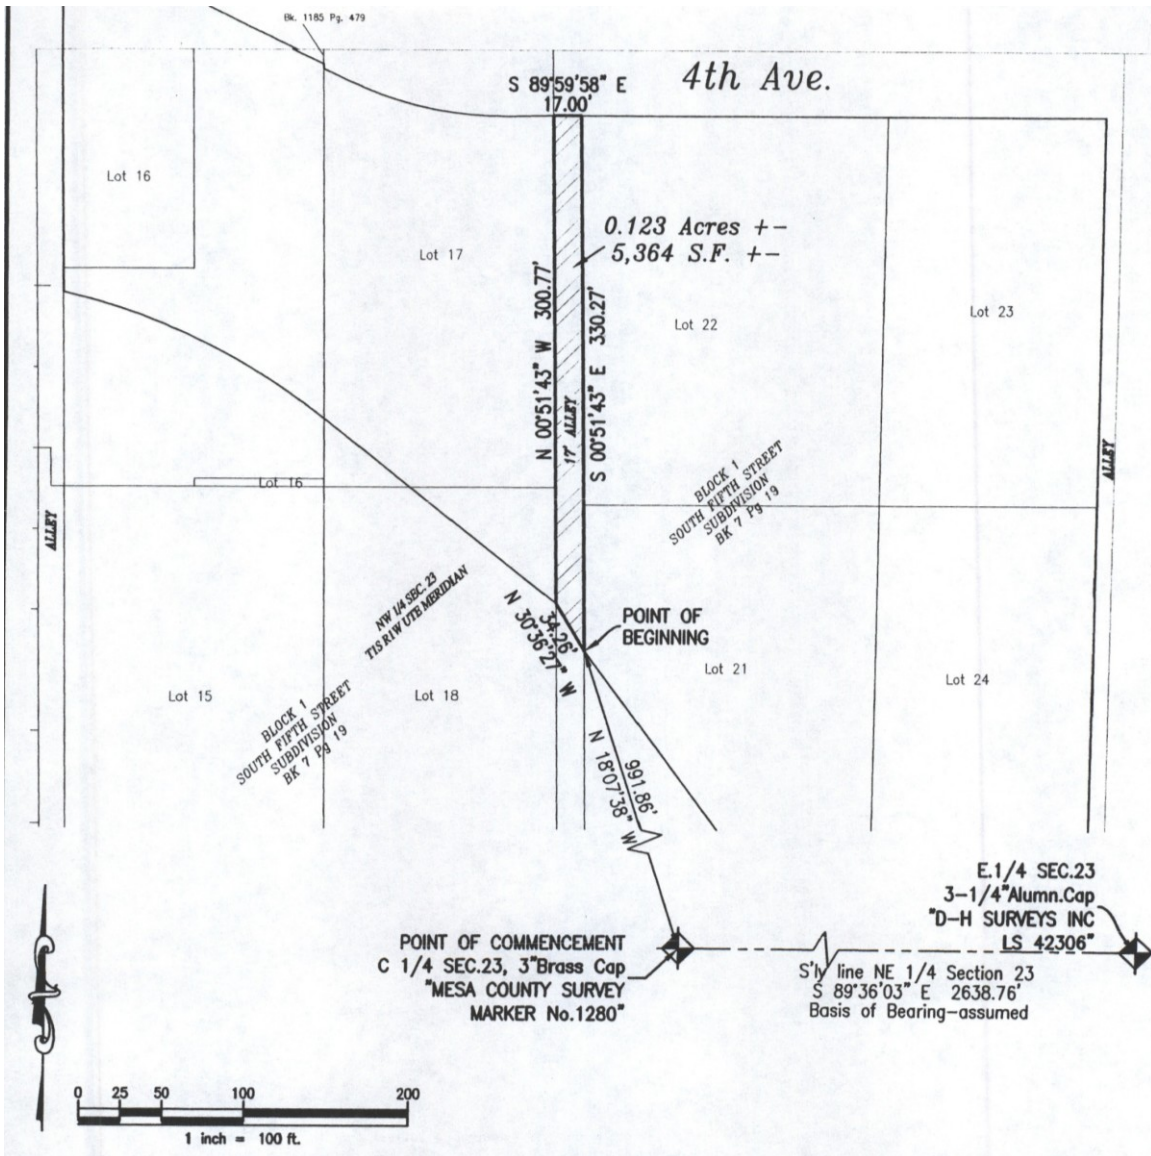 Bk. 1185 Pg. 479
S 89°59'58" E
17.00'
4th Ave.
Lot 16
Lot 17
0.123 Acres +-
5,364 S.F. +-
Lot 22
Lot 23
N 00°51'43" W 300.77'
17' ALLEY
S 00°51'43" E 330.27'
Lot 16
ALLEY
ALLEY
BLOCK 1
SOUTH FIFTH STREET
SUBDIVISION
BK 7 Pg 19
NW 1/4 SEC. 23
T1S R1W UTE MERIDIAN
34.26"
N 30°36'27" W
POINT OF
BEGINNING
Lot 15
Lot 18
Lot 21
Lot 24
BLOCK 1
SOUTH FIFTH STREET
SUBDIVISION
BK 7 Pg 19
991.86'
N 18°07'38" W
E.1/4 SEC.23
3-1/4"Alumn.Cap
"D-H SURVEYS INC
LS 42306"
POINT OF COMMENCEMENT
C 1/4 SEC.23, 3"Brass Cap
"MESA COUNTY SURVEY
MARKER No.1280"
S'ly line NE 1/4 Section 23
S 89°36'03" E 2638.76'
Basis of Bearing-assumed
0 25 50 100 200
1 inch = 100 ft.